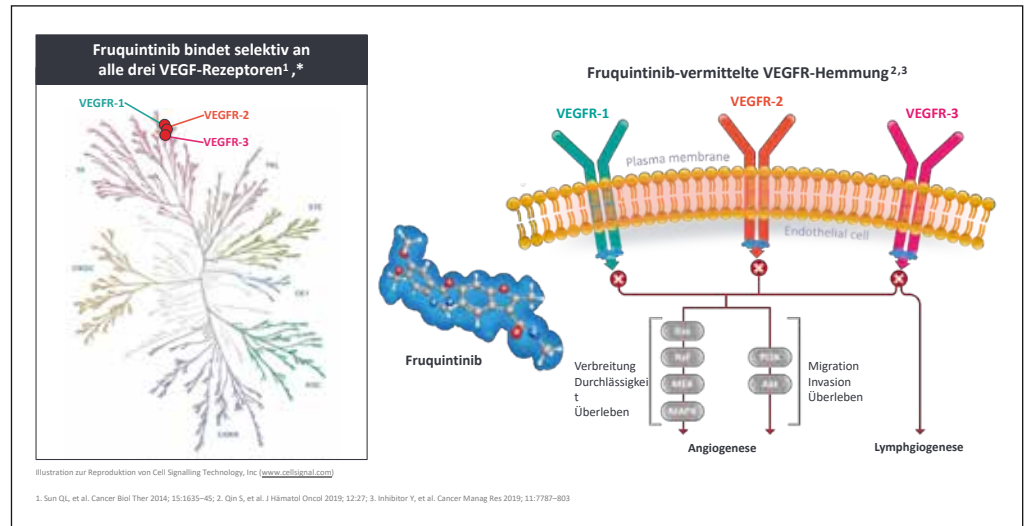 Fruquintinib bindet selektiv an
alle drei VEGF-Rezeptoren¹ ,*
VEGFR-1
VEGFR-2
VEGFR-3
TK
TKL
STE
CK1
AGC
CAMK
CMGC
Fruquintinib-vermittelte VEGFR-Hemmung²,³
VEGFR-1
VEGFR-2
VEGFR-3
Plasma membrane
Endothelial cell
Fruquintinib
Verbreitung
Durchlässigkei
t
Überleben
Ras
Raf
MEK
MAPK
PI3K
Akt
Migration
Invasion
Überleben
Angiogenese
Lymphgiogenese
Illustration zur Reproduktion von Cell Signalling Technology, Inc (www.cellsignal.com)
1. Sun QL, et al. Cancer Biol Ther 2014; 15:1635–45; 2. Qin S, et al. J Hämatol Oncol 2019; 12:27; 3. Inhibitor Y, et al. Cancer Manag Res 2019; 11:7787–803